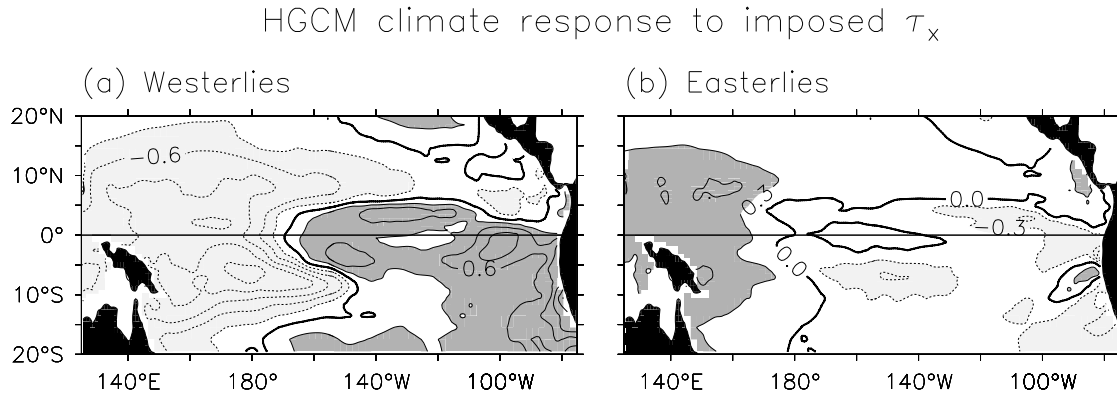 HGCM climate response to imposed τx
(a) Westerlies
(b) Easterlies
20°N
10°N
0°
10°S
20°S
-0.6
0.6
0.3
0.0
-0.3
0.0
140°E 180° 140°W 100°W
140°E 180° 140°W 100°W